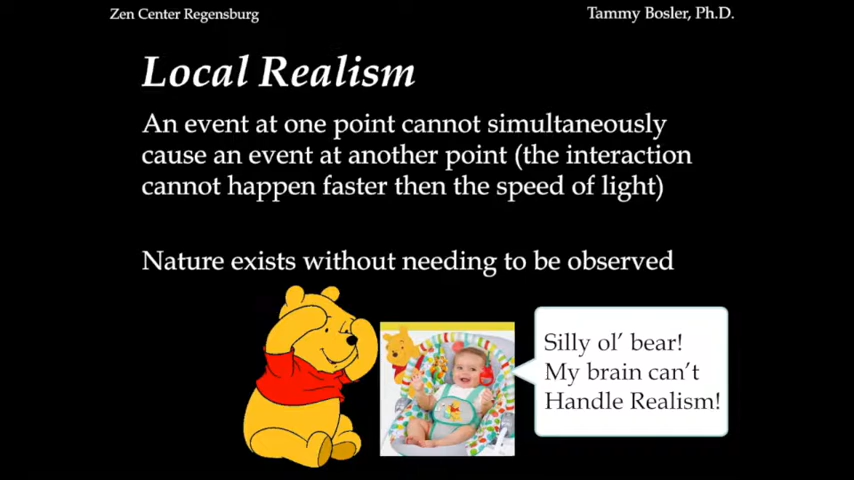 Zen Center Regensburg
Tammy Bosler, Ph.D.
Local Realism
An event at one point cannot simultaneously
cause an event at another point (the interaction
cannot happen faster then the speed of light)
Nature exists without needing to be observed
Silly ol’ bear!
My brain can’t
Handle Realism!